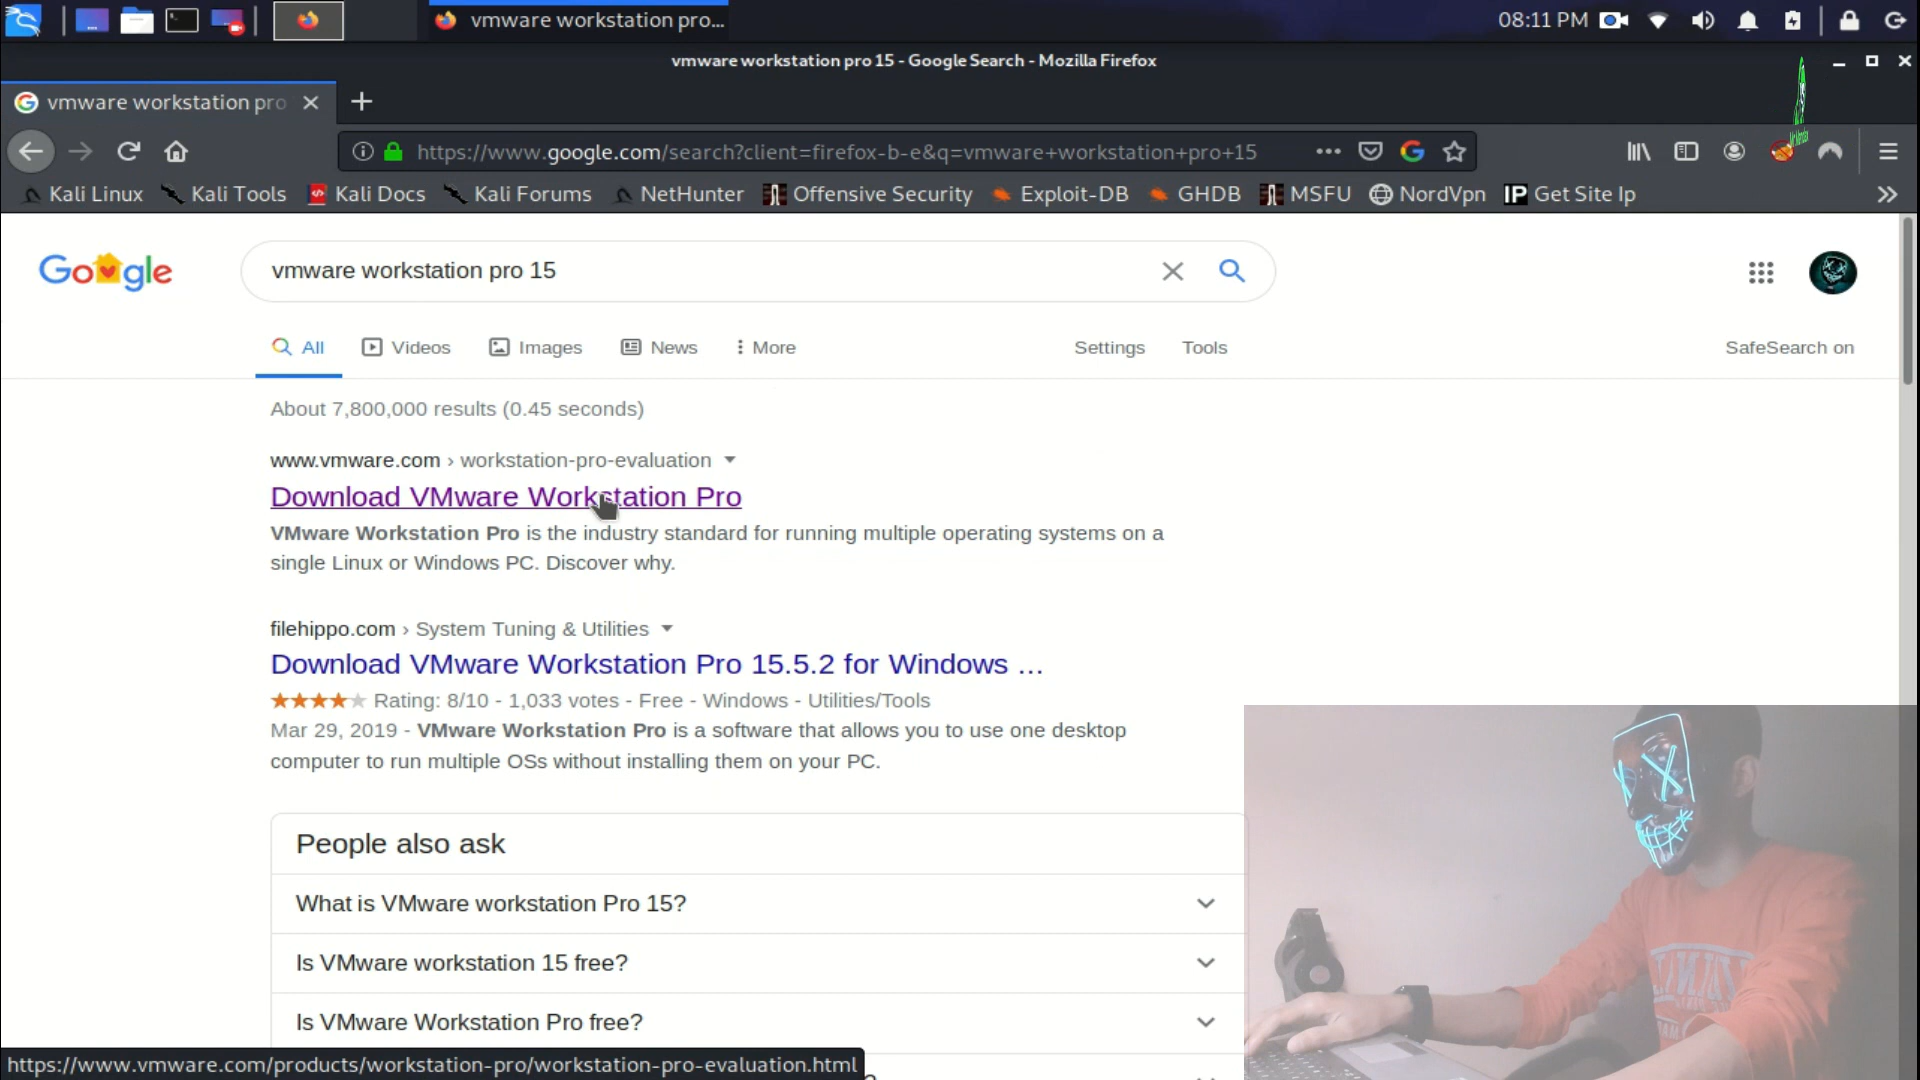 vmware workstation pro...
08:11 PM
vmware workstation pro 15 - Google Search - Mozilla Firefox
vmware workstation pro
https://www.google.com/search?client=firefox-b-e&q=vmware+workstation+pro+15
Kali Linux Kali Tools Kali Docs Kali Forums NetHunter Offensive Security Exploit-DB GHDB MSFU NordVpn IP Get Site Ip
Google
vmware workstation pro 15
All Videos Images News More Settings Tools SafeSearch on
About 7,800,000 results (0.45 seconds)
www.vmware.com › workstation-pro-evaluation
Download VMware Workstation Pro
VMware Workstation Pro is the industry standard for running multiple operating systems on a
single Linux or Windows PC. Discover why.
filehippo.com › System Tuning & Utilities
Download VMware Workstation Pro 15.5.2 for Windows ...
Rating: 8/10 - 1,033 votes - Free - Windows - Utilities/Tools
Mar 29, 2019 - VMware Workstation Pro is a software that allows you to use one desktop
computer to run multiple OSs without installing them on your PC.
People also ask
What is VMware workstation Pro 15?
Is VMware workstation 15 free?
Is VMware Workstation Pro free?
https://www.vmware.com/products/workstation-pro/workstation-pro-evaluation.html